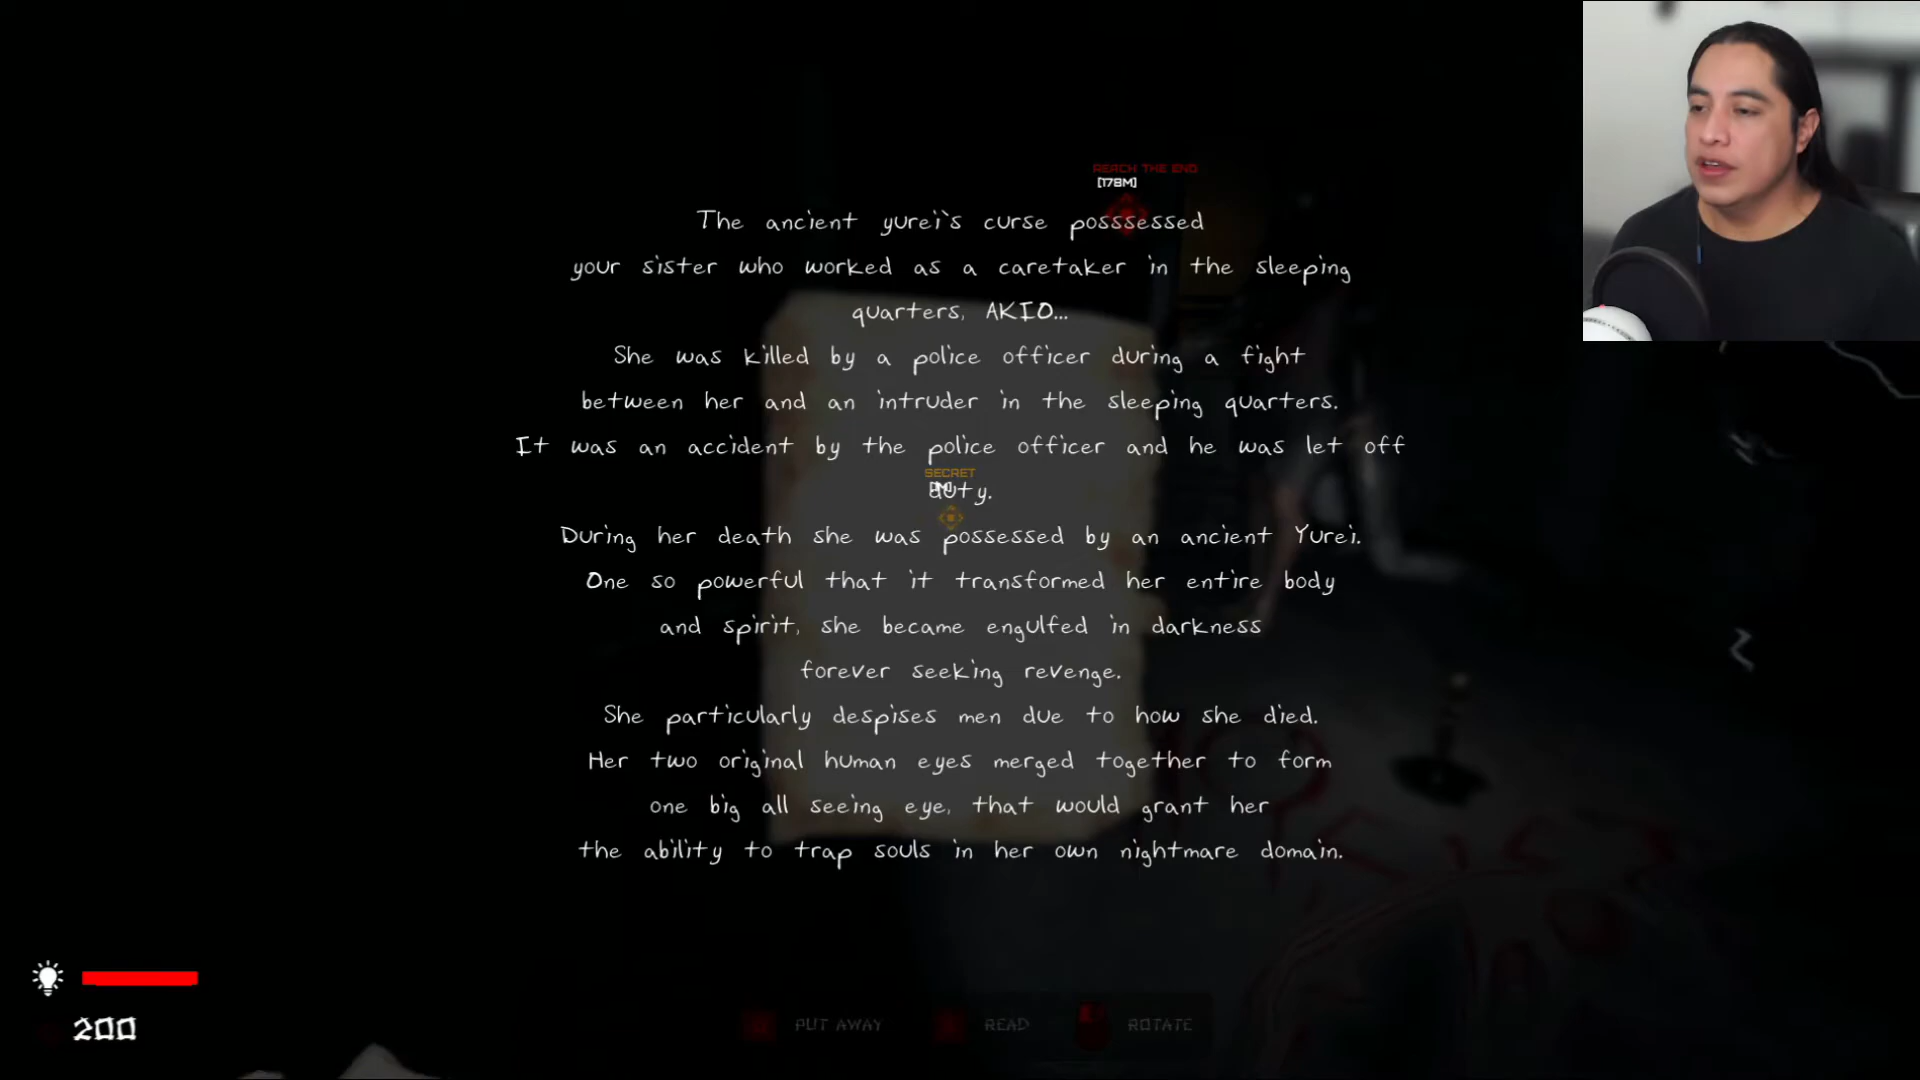 REACH THE END
[178M]
The ancient yurei`s curse posssessed
your sister who worked as a caretaker in the sleeping
quarters, AKIO...
She was killed by a police officer during a fight
between her and an intruder in the sleeping quarters.
It was an accident by the police officer and he was let off
SECRET
[1M]
duty.
During her death she was possessed by an ancient Yurei.
One so powerful that it transformed her entire body
and spirit, she became engulfed in darkness
forever seeking revenge.
She particularly despises men due to how she died.
Her two original human eyes merged together to form
one big all seeing eye, that would grant her
the ability to trap souls in her own nightmare domain.
200
PUT AWAY READ ROTATE